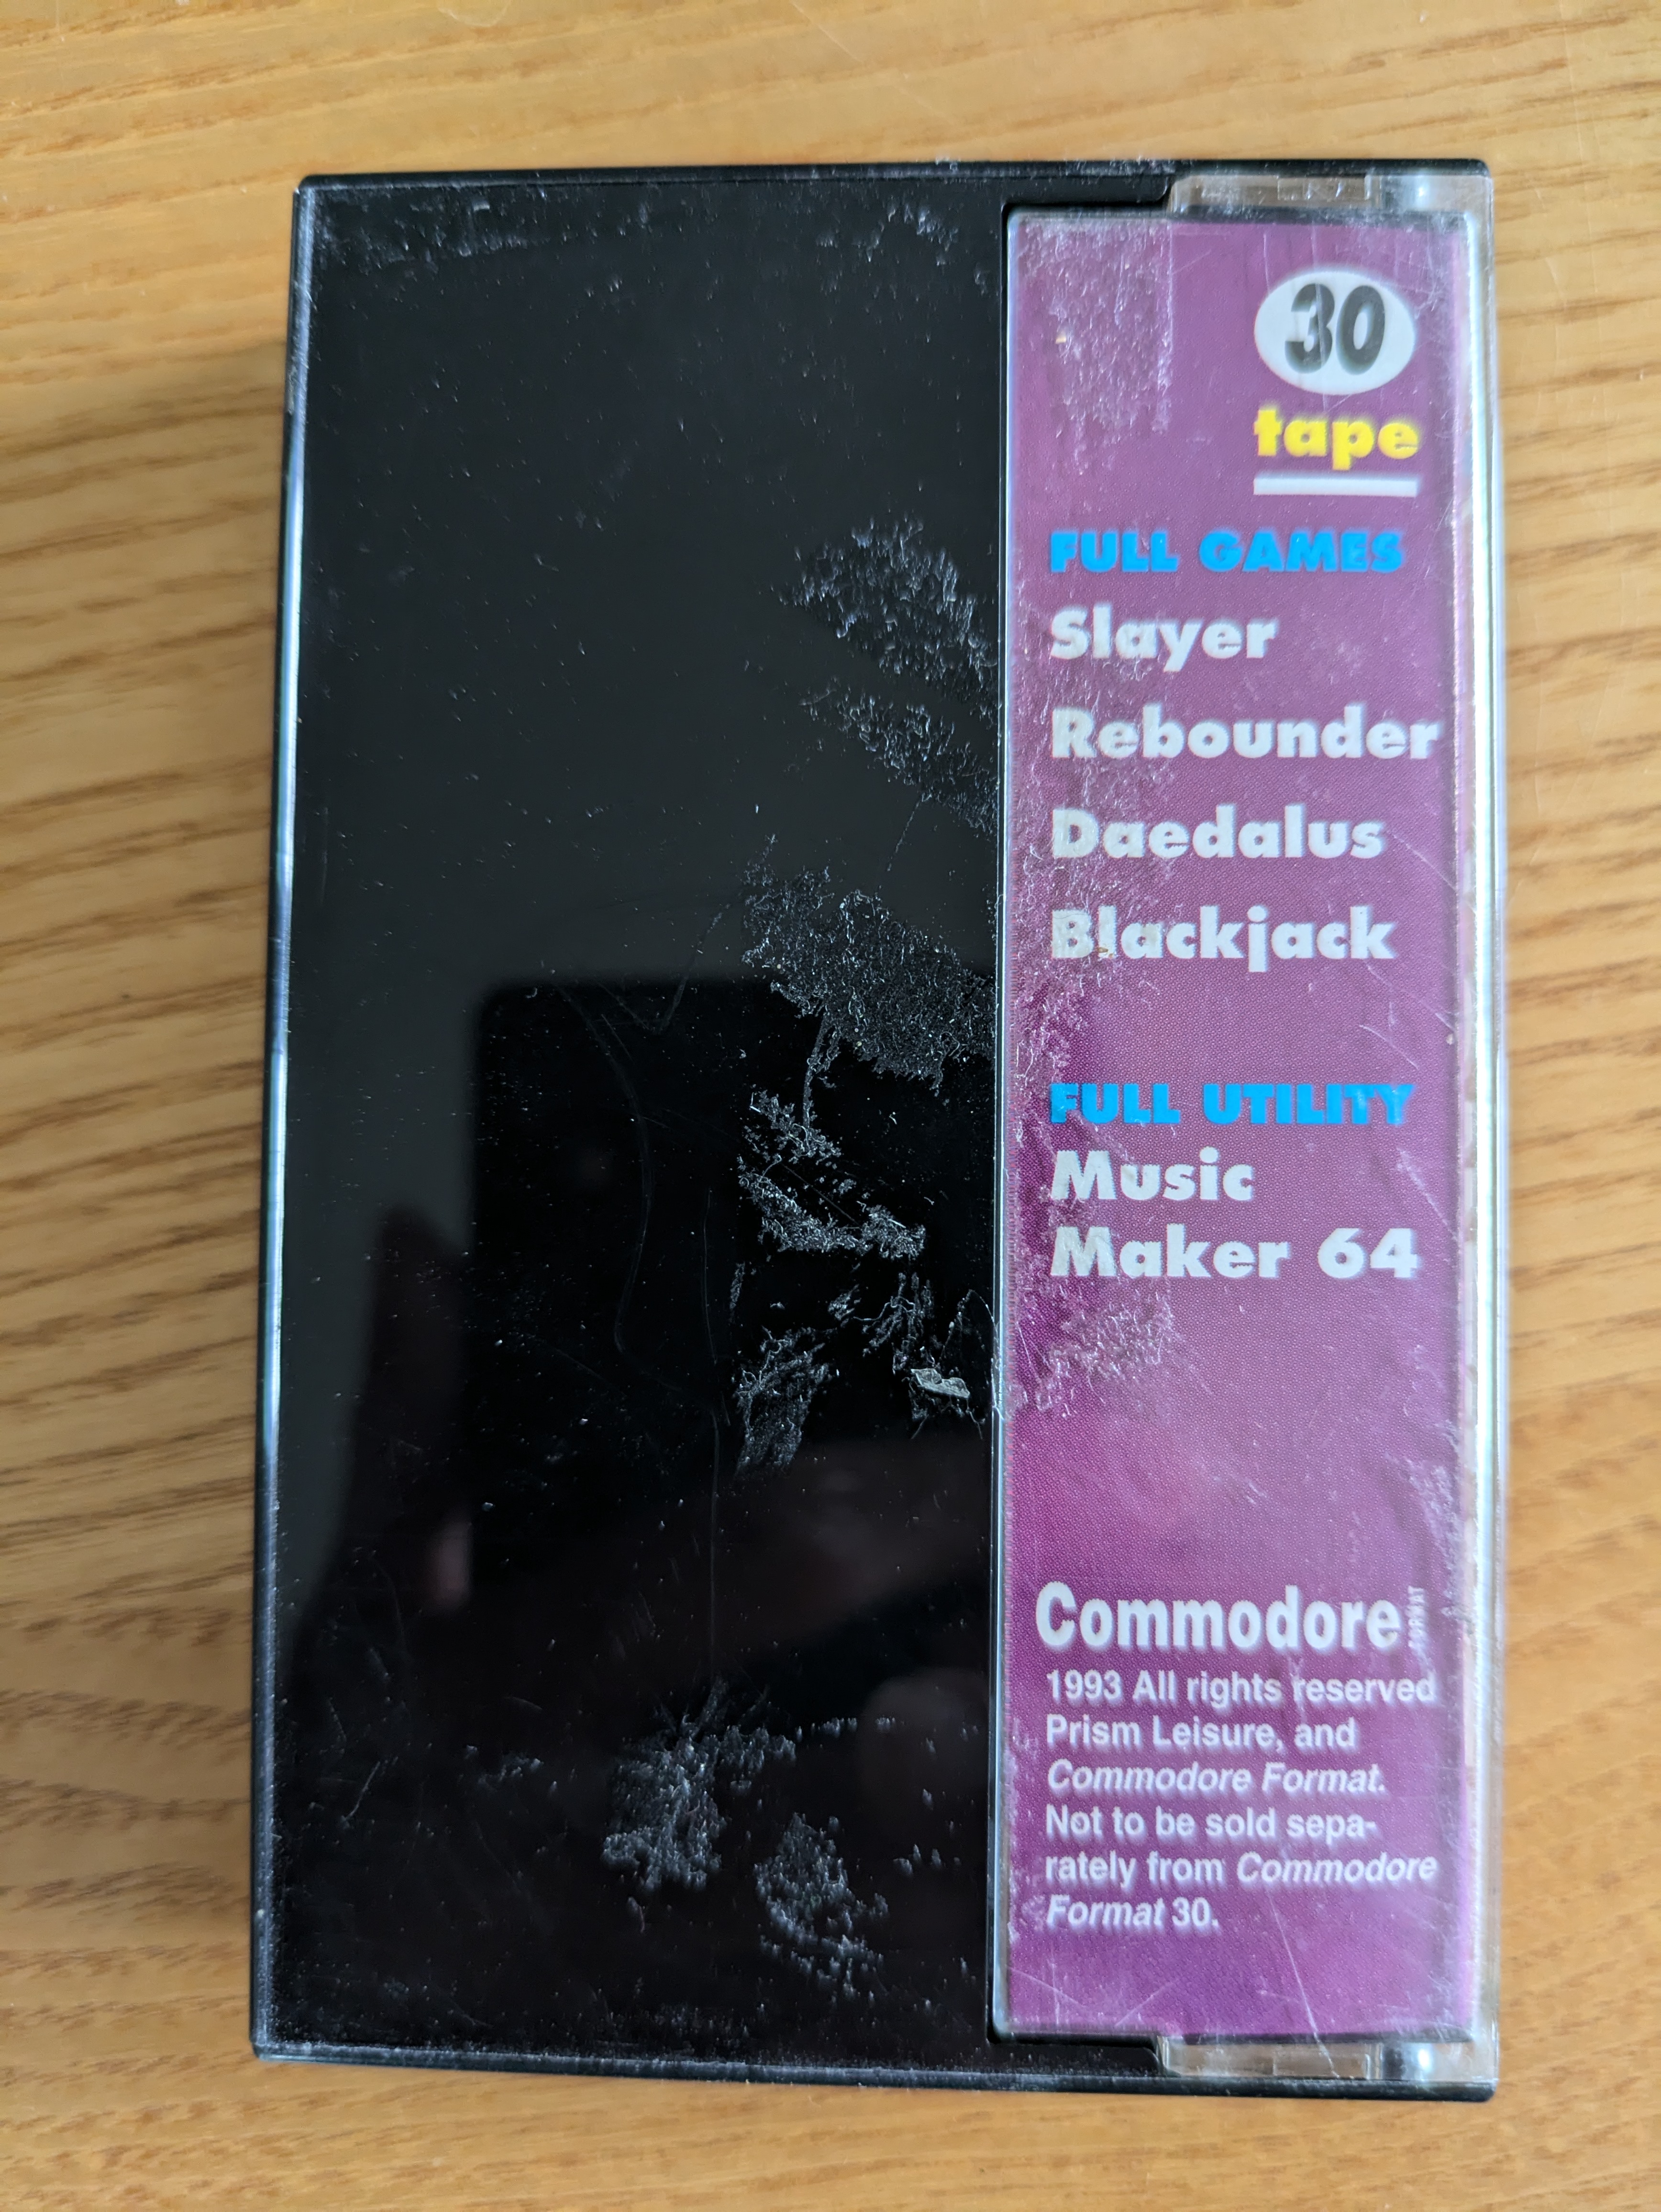 30
tape
FULL GAMES
Slayer
Rebounder
Daedalus
Blackjack
FULL UTILITY
Music
Maker 64
Commodore FORMAT
1993 All rights reserved
Prism Leisure, and
Commodore Format.
Not to be sold sepa-
rately from Commodore
Format 30.